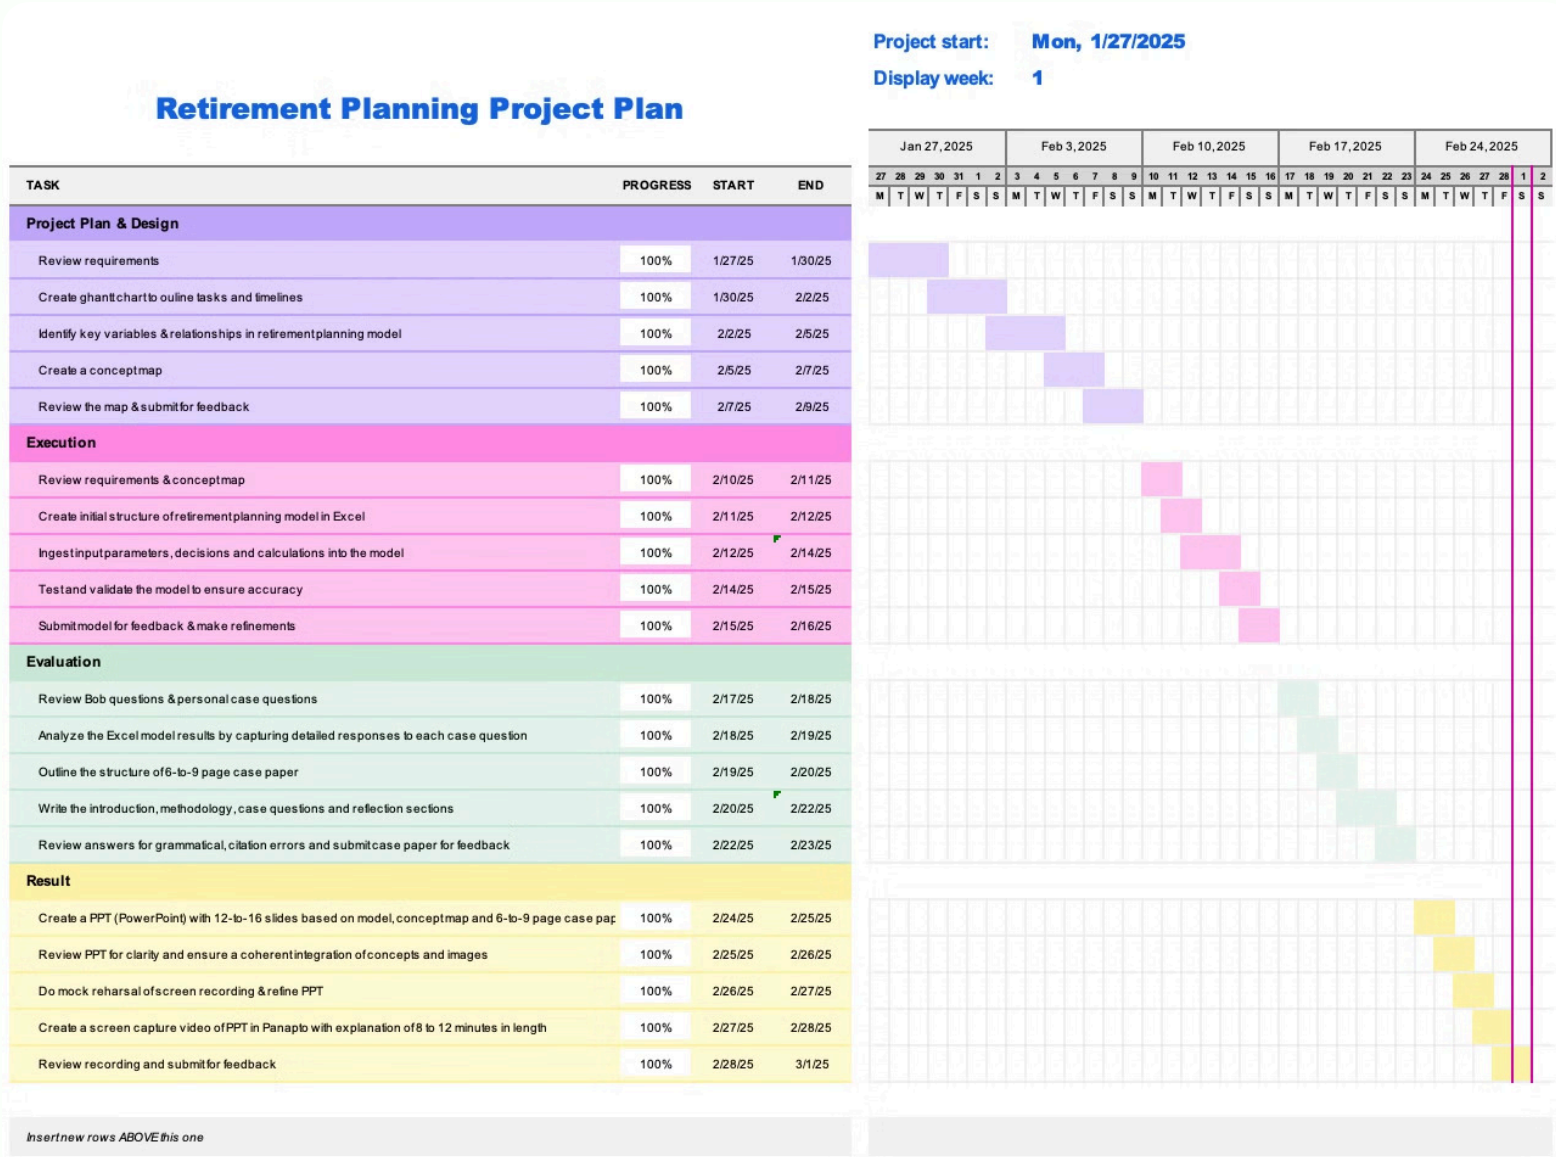 Project start: Mon, 1/27/2025
Display week: 1
Retirement Planning Project Plan
Jan 27, 2025 Feb 3, 2025 Feb 10, 2025 Feb 17, 2025 Feb 24, 2025
TASK PROGRESS START END
27 28 29 30 31 1 2 3 4 5 6 7 8 9 10 11 12 13 14 15 16 17 18 19 20 21 22 23 24 25 26 27 28 1 2
M T W T F S S M T W T F S S M T W T F S S M T W T F S S M T W T F S S
Project Plan & Design
Review requirements 100% 1/27/25 1/30/25
Create ghantt chart to ouline tasks and timelines 100% 1/30/25 2/2/25
Identify key variables & relationships in retirement planning model 100% 2/2/25 2/5/25
Create a concept map 100% 2/5/25 2/7/25
Review the map & submit for feedback 100% 2/7/25 2/9/25
Execution
Review requirements & concept map 100% 2/10/25 2/11/25
Create initial structure of retirement planning model in Excel 100% 2/11/25 2/12/25
Ingest input parameters, decisions and calculations into the model 100% 2/12/25 2/14/25
Test and validate the model to ensure accuracy 100% 2/14/25 2/15/25
Submit model for feedback & make refinements 100% 2/15/25 2/16/25
Evaluation
Review Bob questions & personal case questions 100% 2/17/25 2/18/25
Analyze the Excel model results by capturing detailed responses to each case question 100% 2/18/25 2/19/25
Outline the structure of 6-to-9 page case paper 100% 2/19/25 2/20/25
Write the introduction, methodology, case questions and reflection sections 100% 2/20/25 2/22/25
Review answers for grammatical, citation errors and submit case paper for feedback 100% 2/22/25 2/23/25
Result
Create a PPT (PowerPoint) with 12-to-16 slides based on model, concept map and 6-to-9 page case pap 100% 2/24/25 2/25/25
Review PPT for clarity and ensure a coherent integration of concepts and images 100% 2/25/25 2/26/25
Do mock reharsal of screen recording & refine PPT 100% 2/26/25 2/27/25
Create a screen capture video of PPT in Panapto with explanation of 8 to 12 minutes in length 100% 2/27/25 2/28/25
Review recording and submit for feedback 100% 2/28/25 3/1/25
Insert new rows ABOVE this one